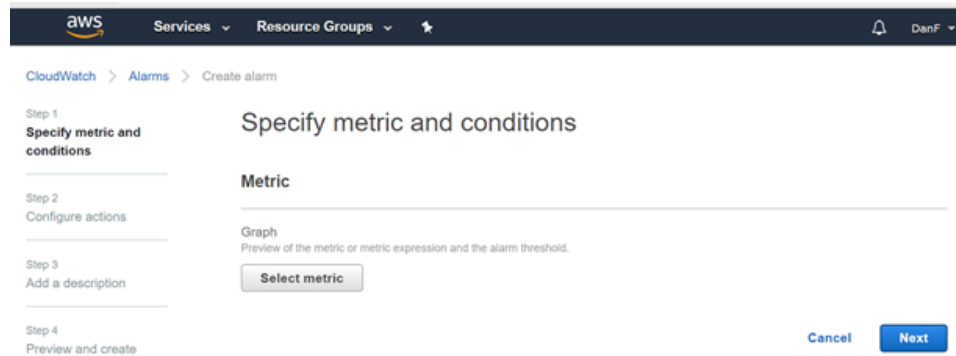 aws Services Resource Groups DanF
CloudWatch > Alarms > Create alarm
Step 1
Specify metric and
conditions
Step 2
Configure actions
Step 3
Add a description
Step 4
Preview and create
Specify metric and conditions
Metric
Graph
Preview of the metric or metric expression and the alarm threshold.
Select metric
Cancel Next